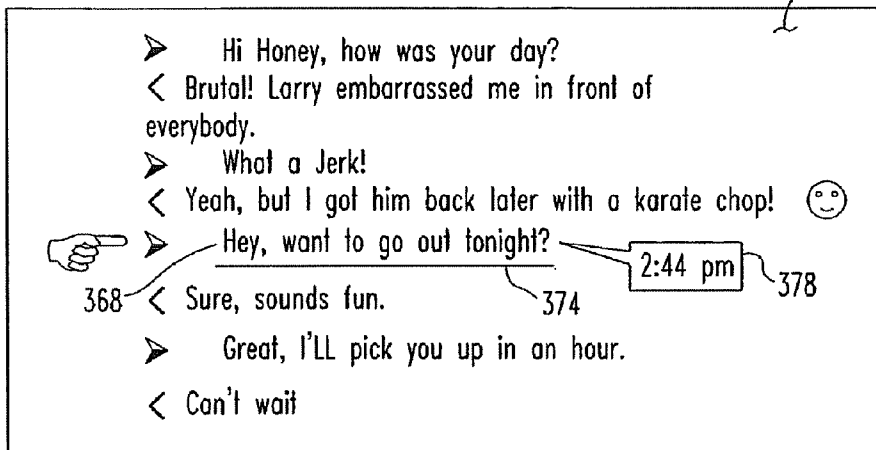 ➢ Hi Honey, how was your day?
< Brutal! Larry embarrassed me in front of
everybody.
➢ What a Jerk!
< Yeah, but I got him back later with a karate chop!
➢ Hey, want to go out tonight?
2:44 pm
378
368
374
< Sure, sounds fun.
➢ Great, I'LL pick you up in an hour.
< Can't wait